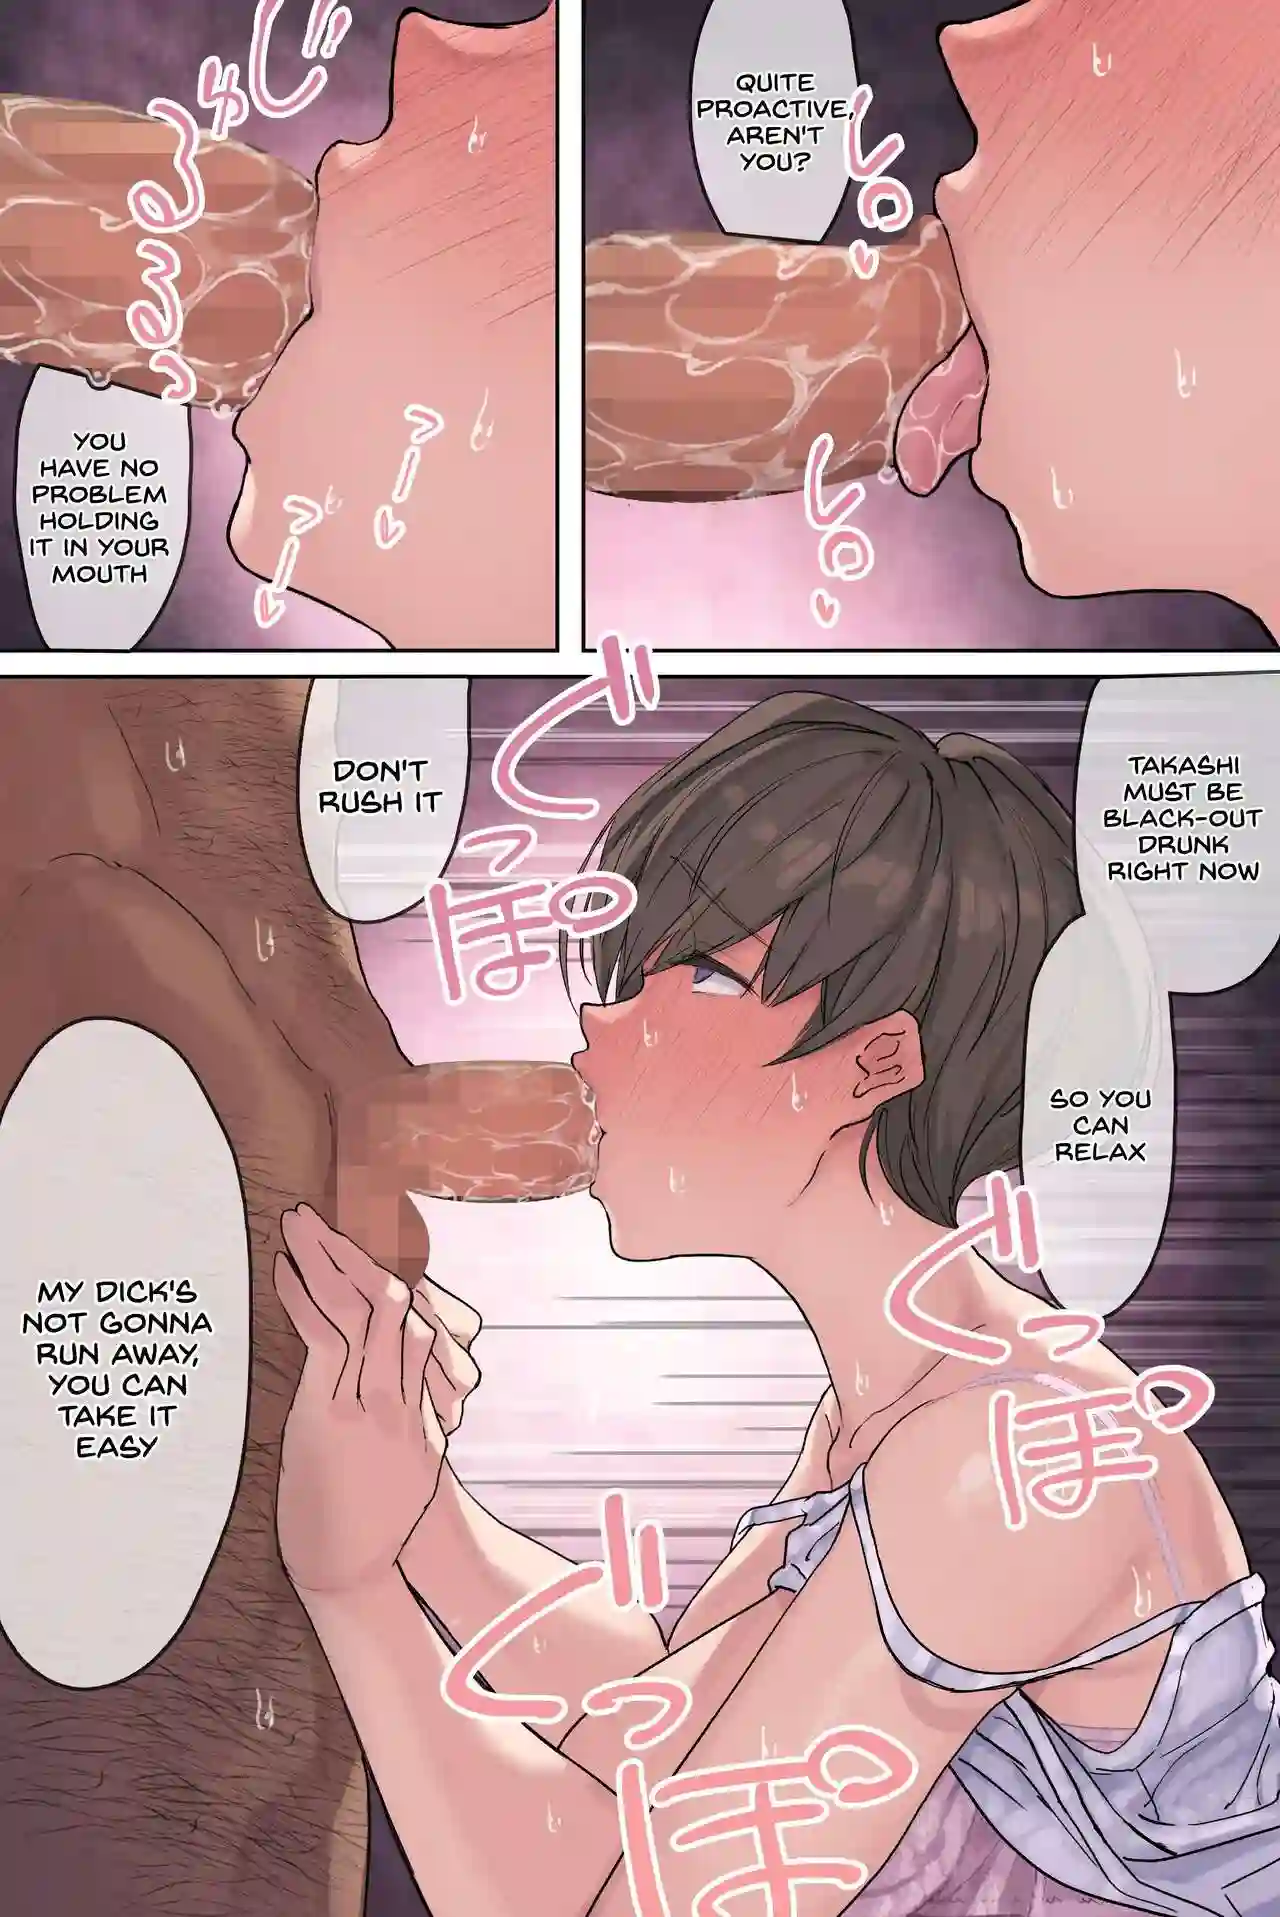 QUITE
PROACTIVE,
AREN'T
YOU?
YOU
HAVE NO
PROBLEM
HOLDING
IT IN YOUR
MOUTH
TAKASHI
MUST BE
BLACK-OUT
DRUNK
RIGHT NOW
SO YOU
CAN
RELAX
DON'T
RUSH IT
MY DICK'S
NOT GONNA
RUN AWAY,
YOU CAN
TAKE IT
EASY
ぐっぽ
ぐっぽ
ぐっぽ